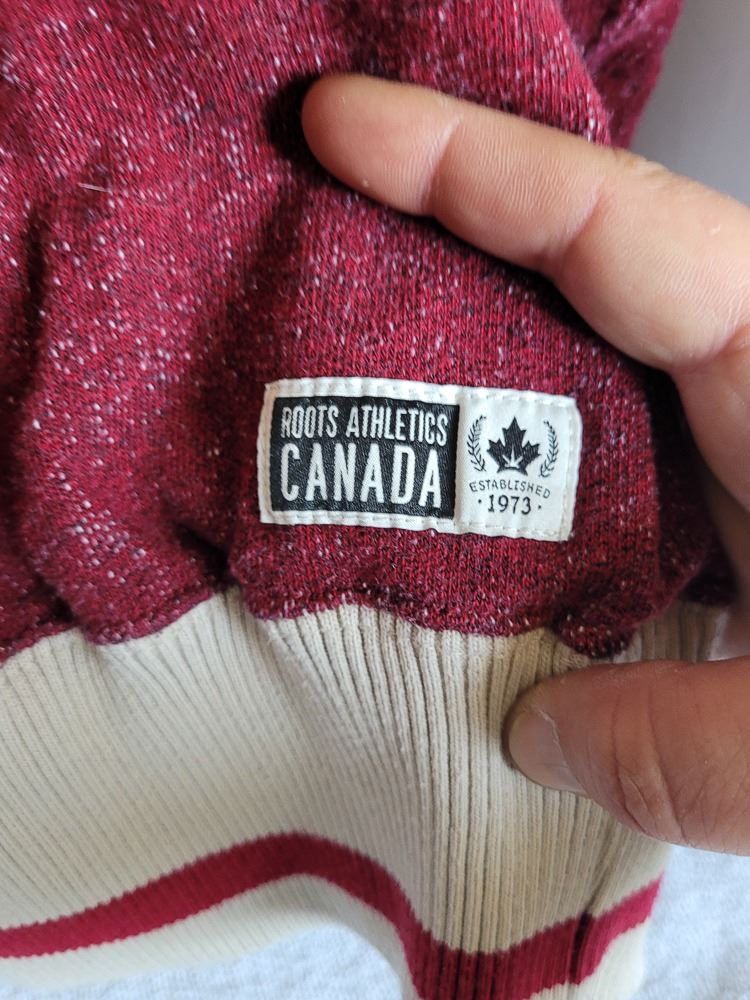 ROOTS ATHLETICS
CANADA
ESTABLISHED
·1973·